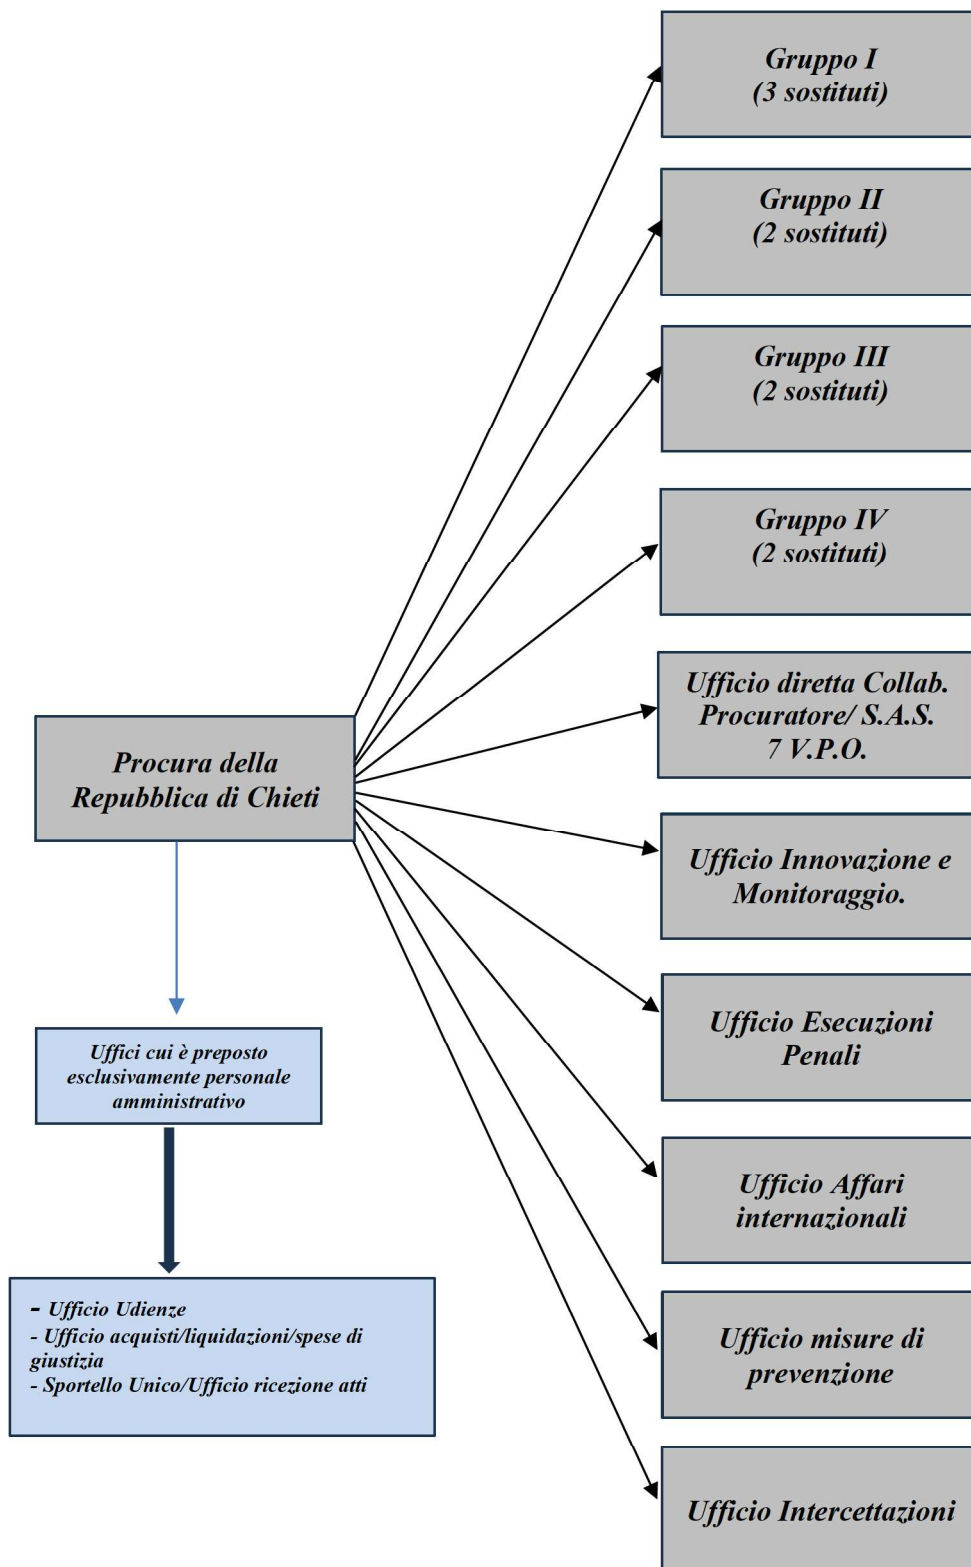 Gruppo I
(3 sostituti)
Gruppo II
(2 sostituti)
Gruppo III
(2 sostituti)
Gruppo IV
(2 sostituti)
Ufficio diretta Collab.
Procuratore/ S.A.S.
7 V.P.O.
Procura della
Repubblica di Chieti
Ufficio Innovazione e
Monitoraggio.
Ufficio Esecuzioni
Penali
Uffici cui è preposto
esclusivamente personale
amministrativo
Ufficio Affari
internazionali
- Ufficio Udienze
- Ufficio acquisti/liquidazioni/spese di
giustizia
- Sportello Unico/Ufficio ricezione atti
Ufficio misure di
prevenzione
Ufficio Intercettazioni